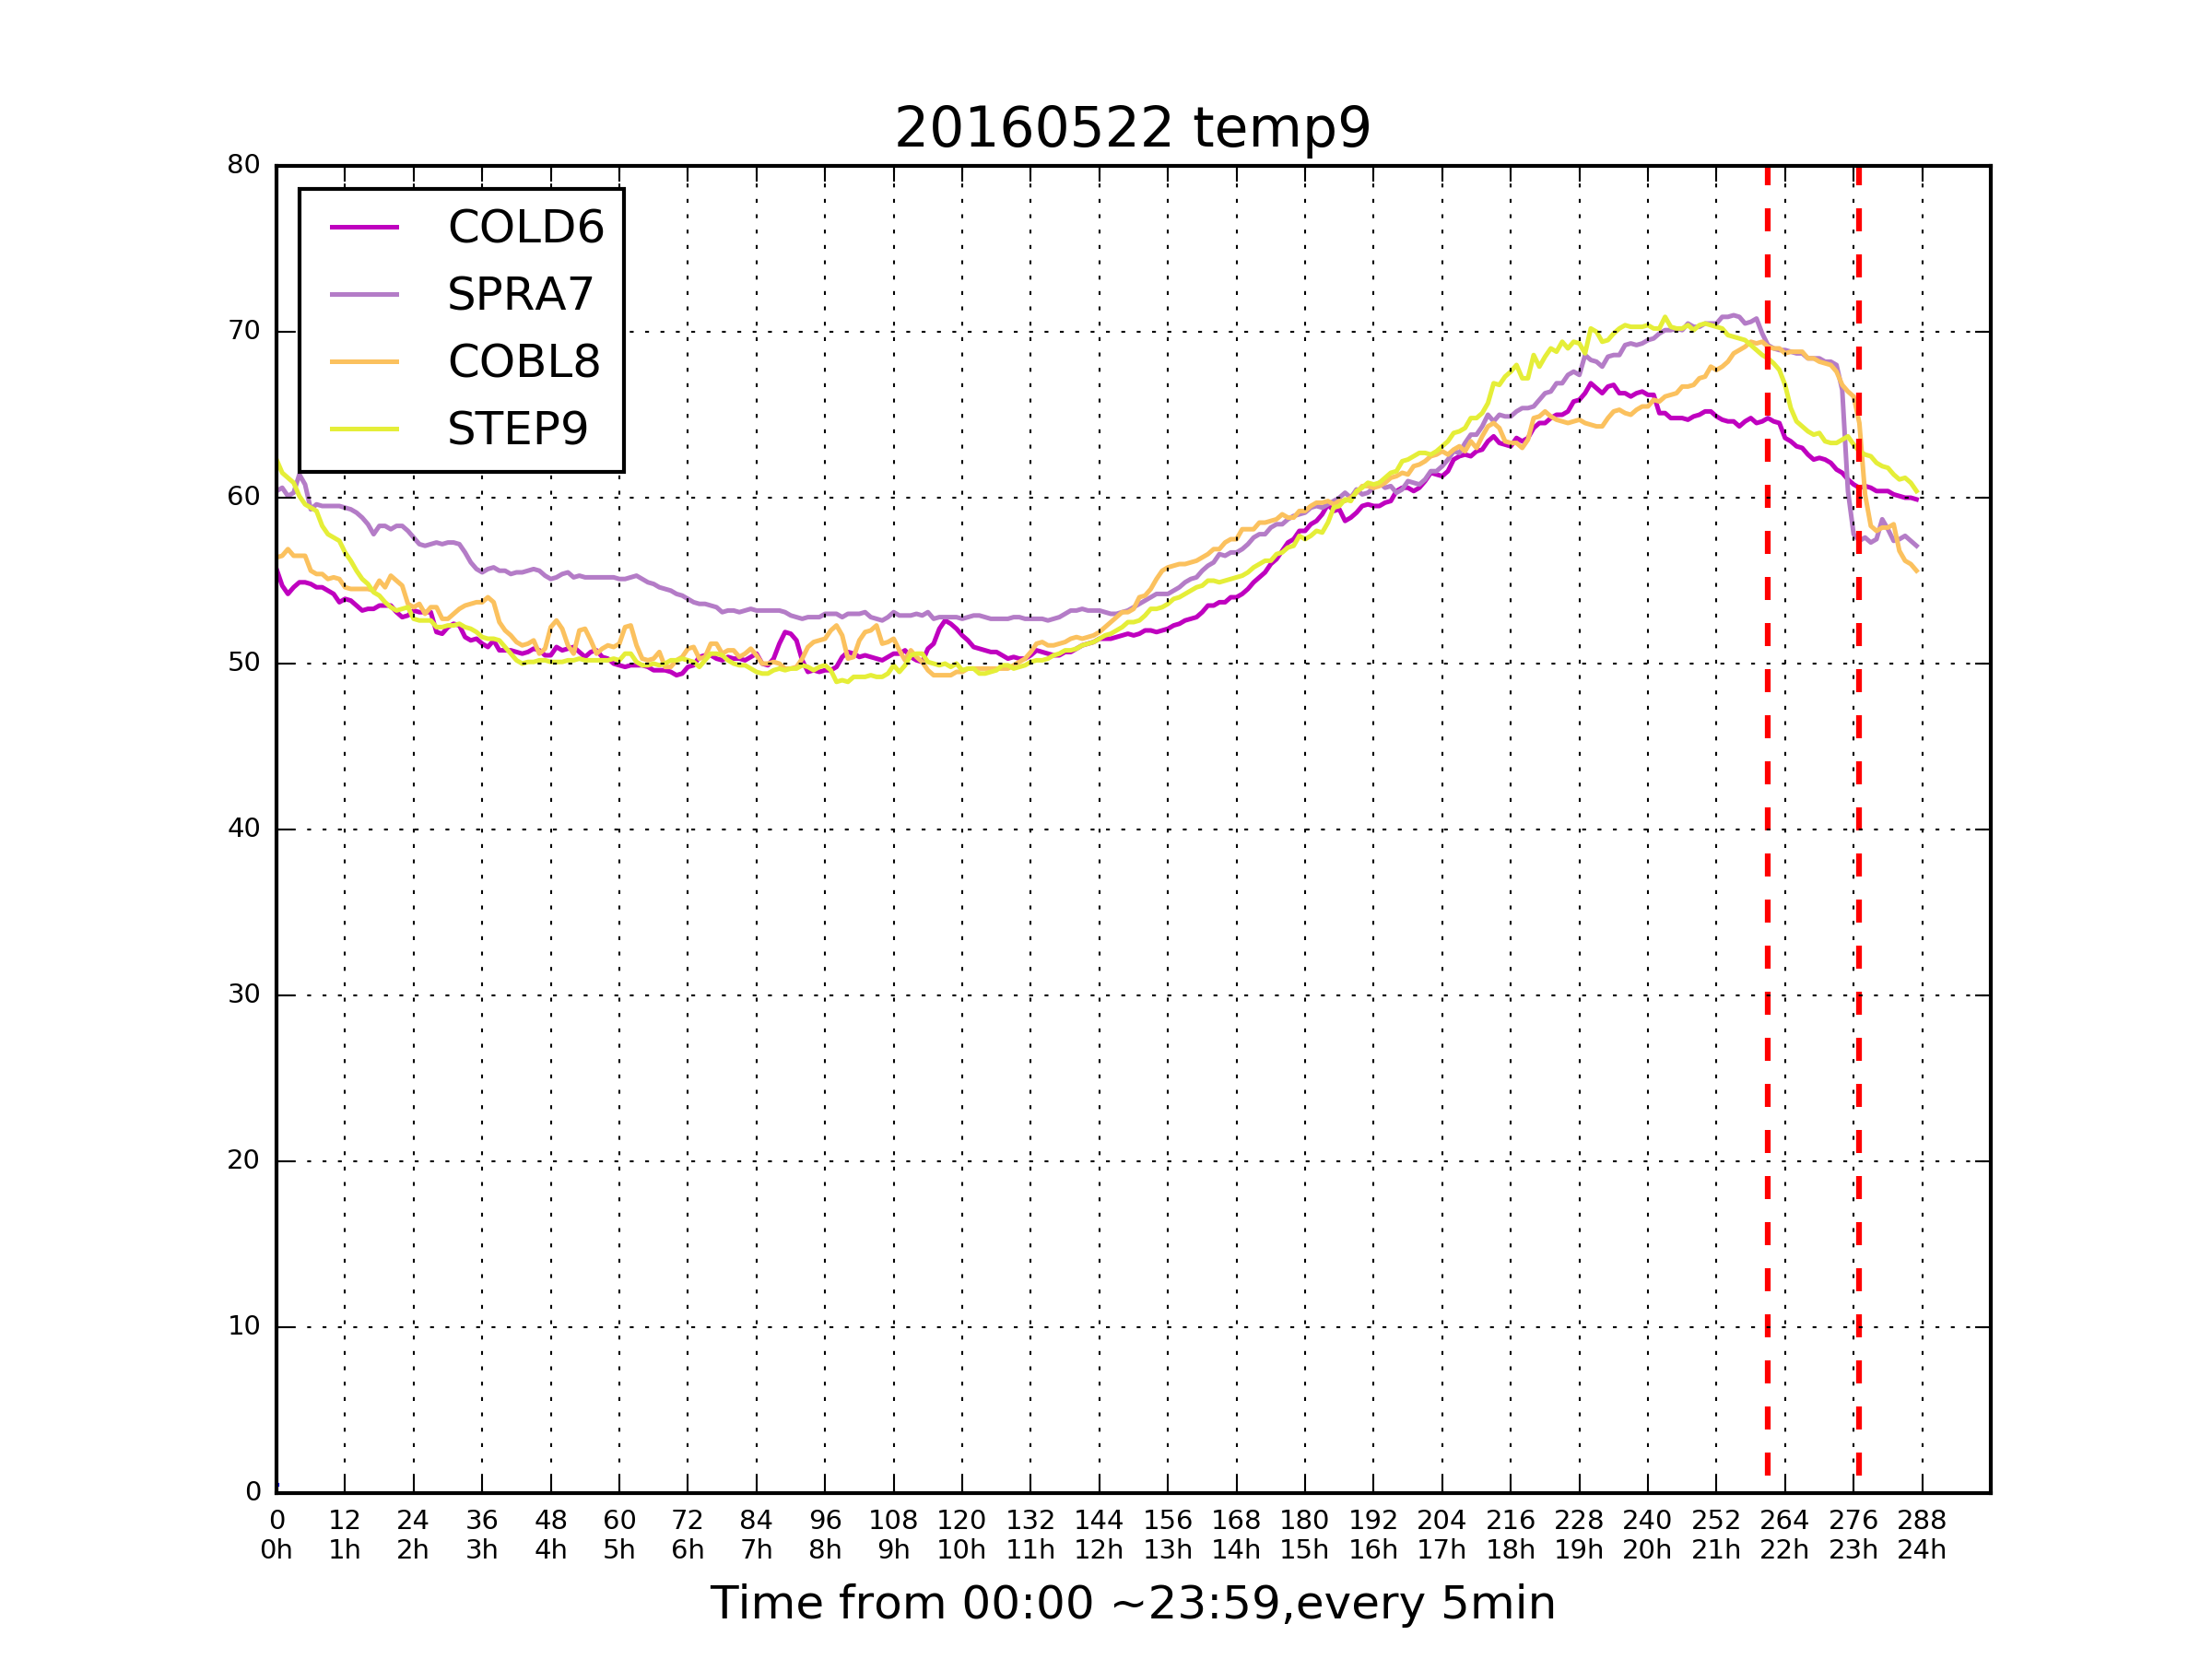 20160522 temp9
80
70
60
50
40
30
20
10
0
COLD6
SPRA7
COBL8
STEP9
0 12 24 36 48 60 72 84 96 108 120 132 144 156 168 180 192 204 216 228 240 252 264 276 288
0h 1h 2h 3h 4h 5h 6h 7h 8h 9h 10h 11h 12h 13h 14h 15h 16h 17h 18h 19h 20h 21h 22h 23h 24h
Time from 00:00 ~23:59,every 5min